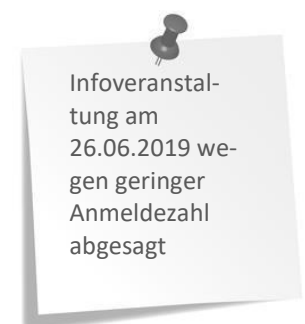 Infoveranstal-
tung am
26.06.2019 we-
gen geringer
Anmeldezahl
abgesagt